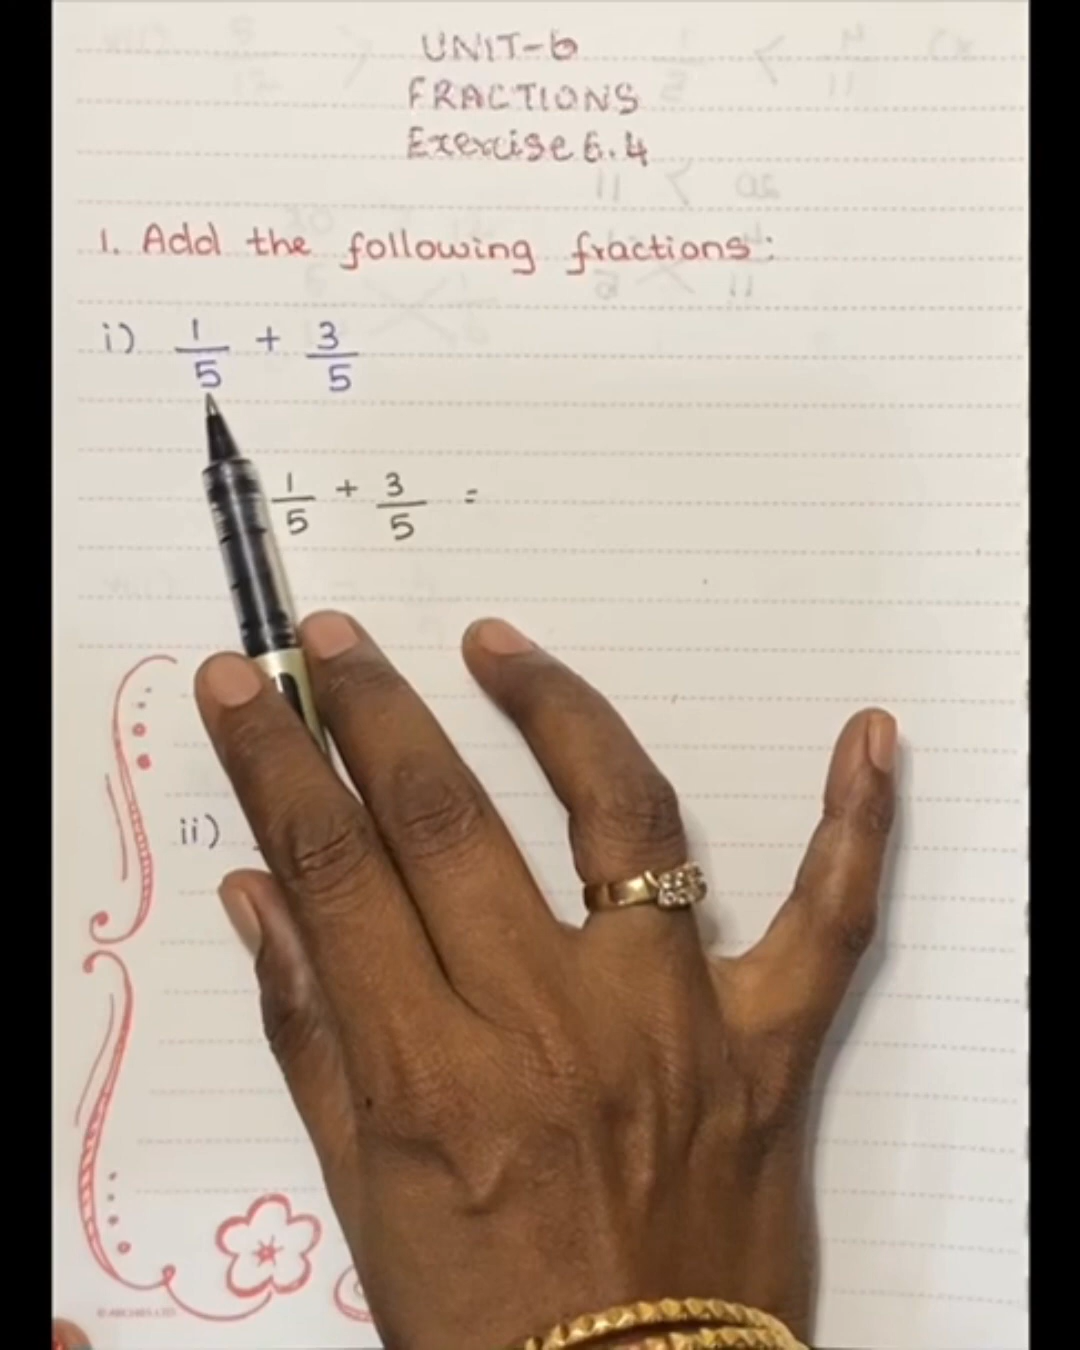 UNIT-6
FRACTIONS
Exercise 6.4
1. Add the following fractions:
i) 1/5 + 3/5
1/5 + 3/5 =
ii)